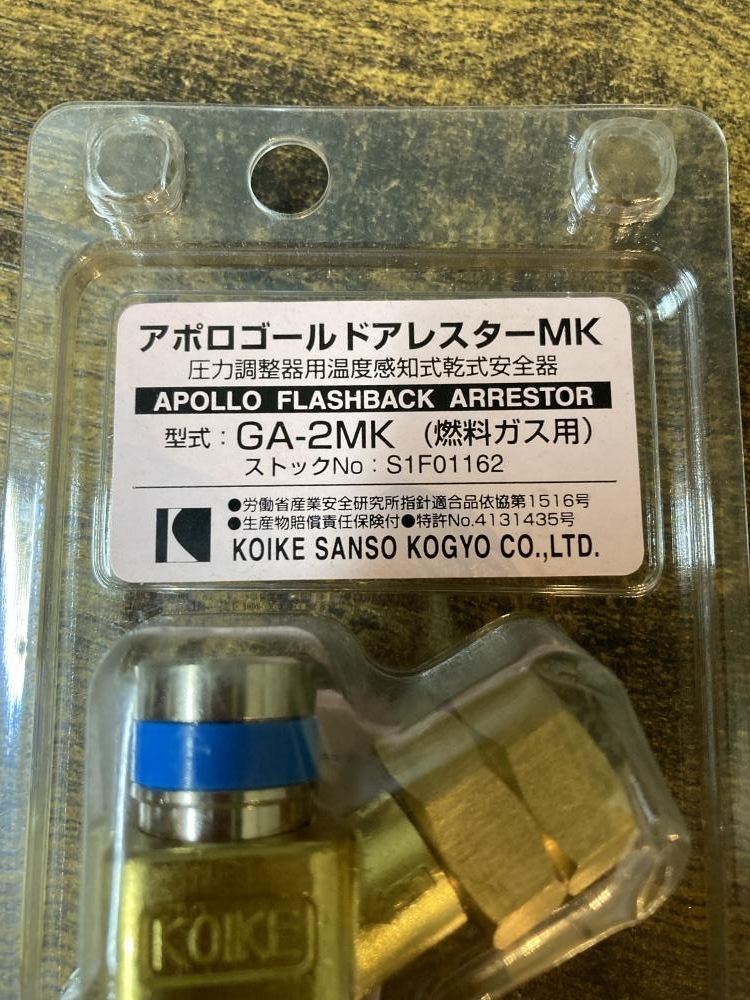 アポロゴールドアレスターMK
圧力調整器用温度感知式乾式安全器
APOLLO FLASHBACK ARRESTOR
型式：GA-2MK（燃料ガス用）
ストックNo：S1F01162
●労働省産業安全研究所指針適合品依協第1516号
●生産物賠償責任保険付●特許No.4131435号
KOIKE SANSO KOGYO CO.,LTD.
KOIKE